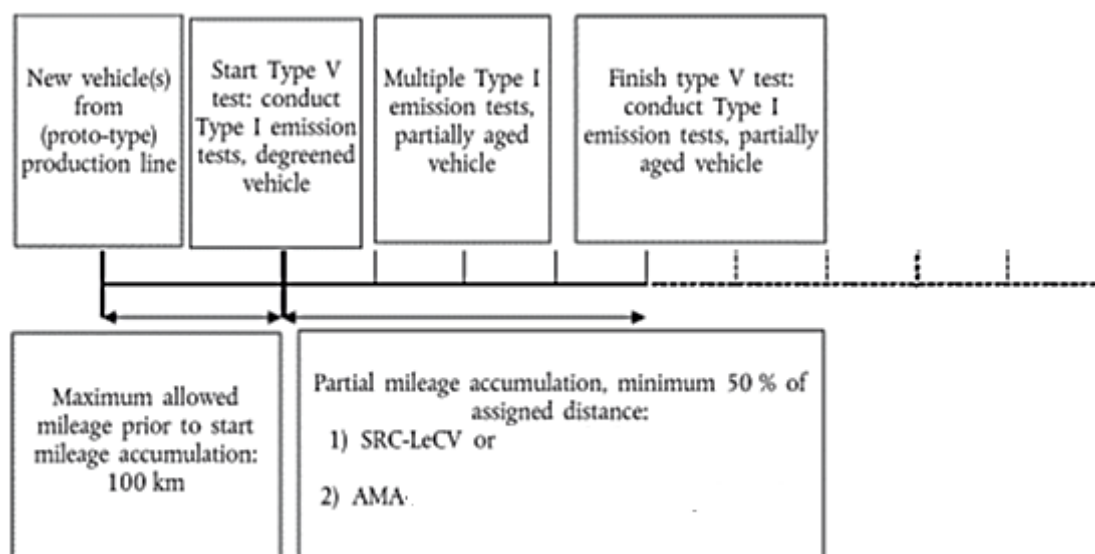 New vehicle(s)
from
(proto-type)
production line
Start Type V
test: conduct
Type I emission
tests, degreened
vehicle
Multiple Type I
emission tests,
partially aged
vehicle
Finish type V test:
conduct Type I
emission tests, partially
aged vehicle
Maximum allowed
mileage prior to start
mileage accumulation:
100 km
Partial mileage accumulation, minimum 50 % of
assigned distance:
1) SRC-LeCV or
2) AMA.